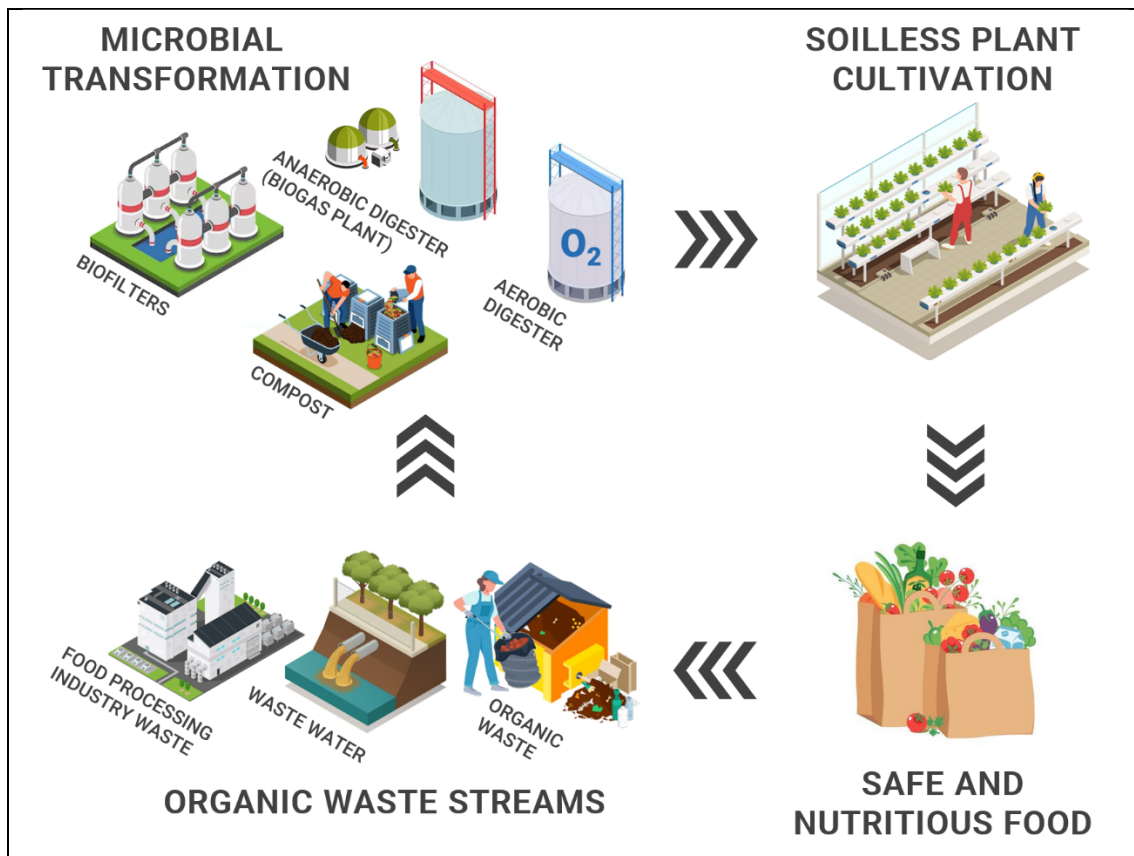 MICROBIAL
TRANSFORMATION
BIOFILTERS
ANAEROBIC DIGESTER
(BIOGAS PLANT)
COMPOST
O2
AEROBIC
DIGESTER
SOILLESS PLANT
CULTIVATION
FOOD PROCESSING
INDUSTRY WASTE
WASTE WATER
ORGANIC
WASTE
ORGANIC WASTE STREAMS
SAFE AND
NUTRITIOUS FOOD